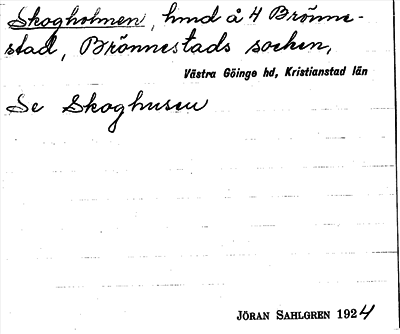 Skogholmen, hmd å 4 Brönne-
stad, Brönnestads socken,
Västra Göinge hd, Kristianstad län
Se Skoghusen
JÖRAN SAHLGREN 1924